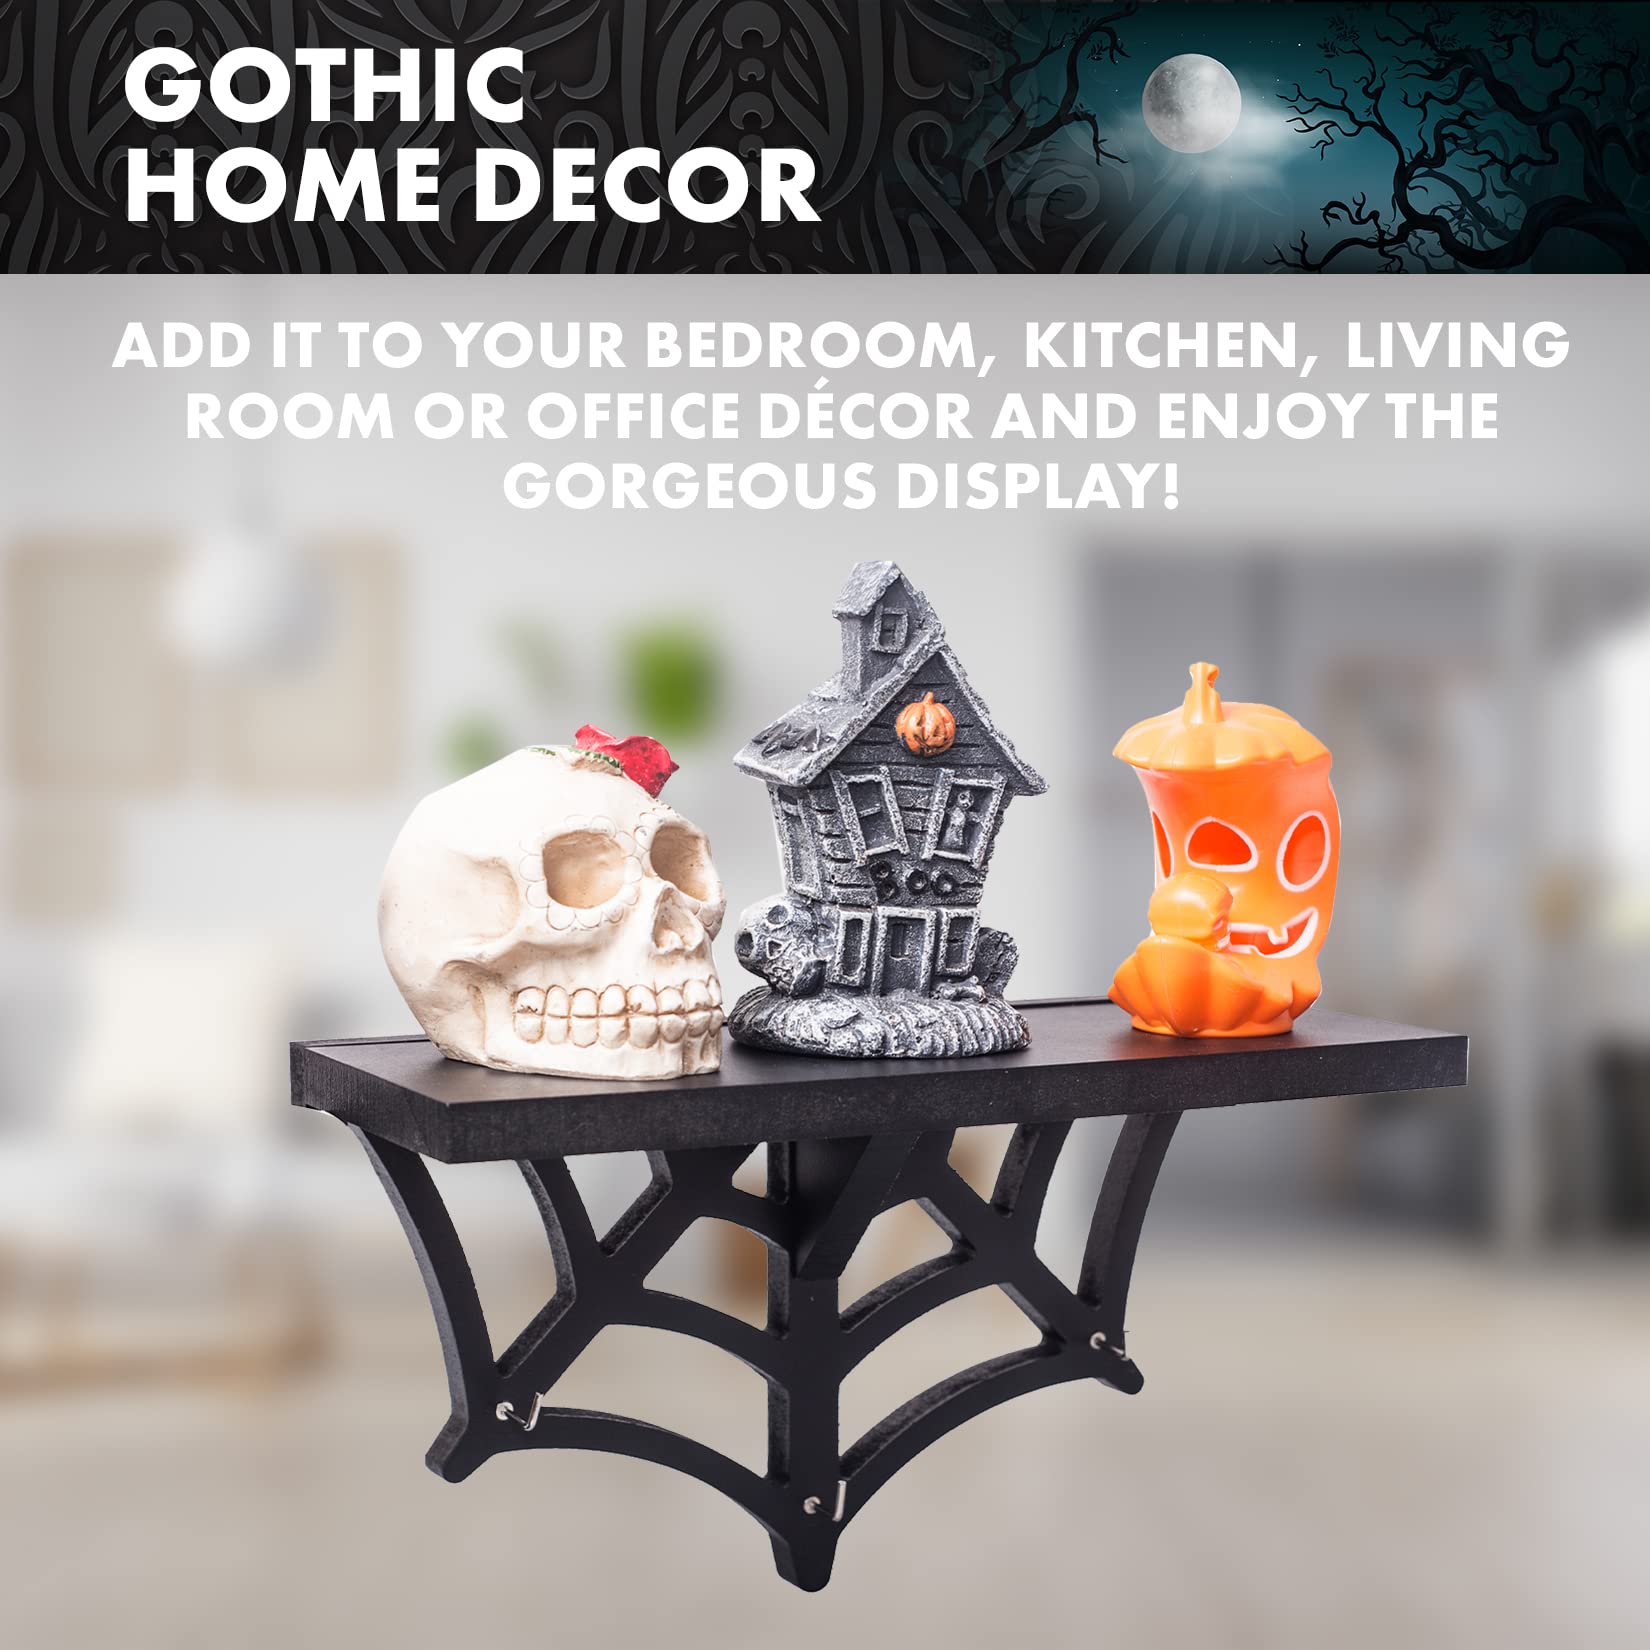 GOTHIC
HOME DECOR
ADD IT TO YOUR BEDROOM, KITCHEN, LIVING
ROOM OR OFFICE DÉCOR AND ENJOY THE
GORGEOUS DISPLAY!